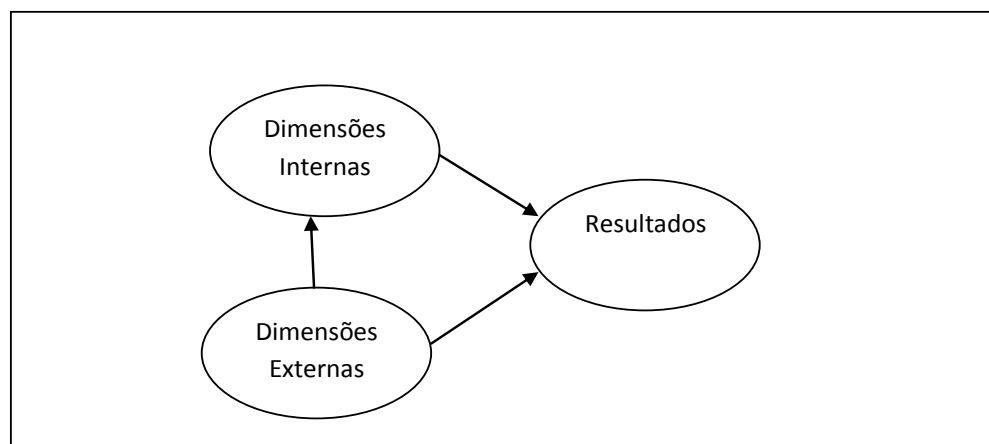 Dimensões
Internas
Resultados
Dimensões
Externas